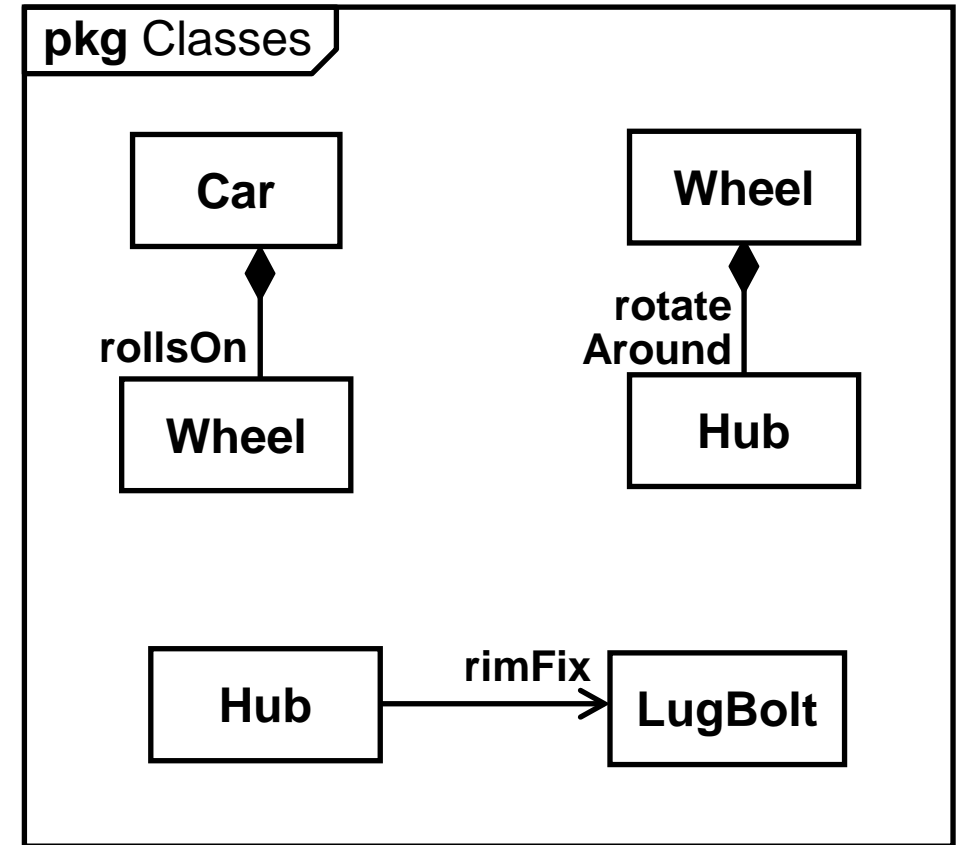 pkg Classes
Car
Wheel
rollsOn
rotate
Around
Wheel
Hub
Hub
rimFix
LugBolt